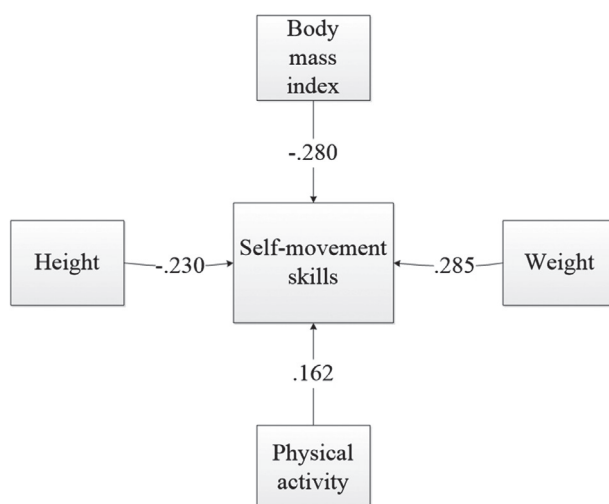 Body
mass
index
-.280
Height
-.230
Self-movement
skills
.285
Weight
.162
Physical
activity